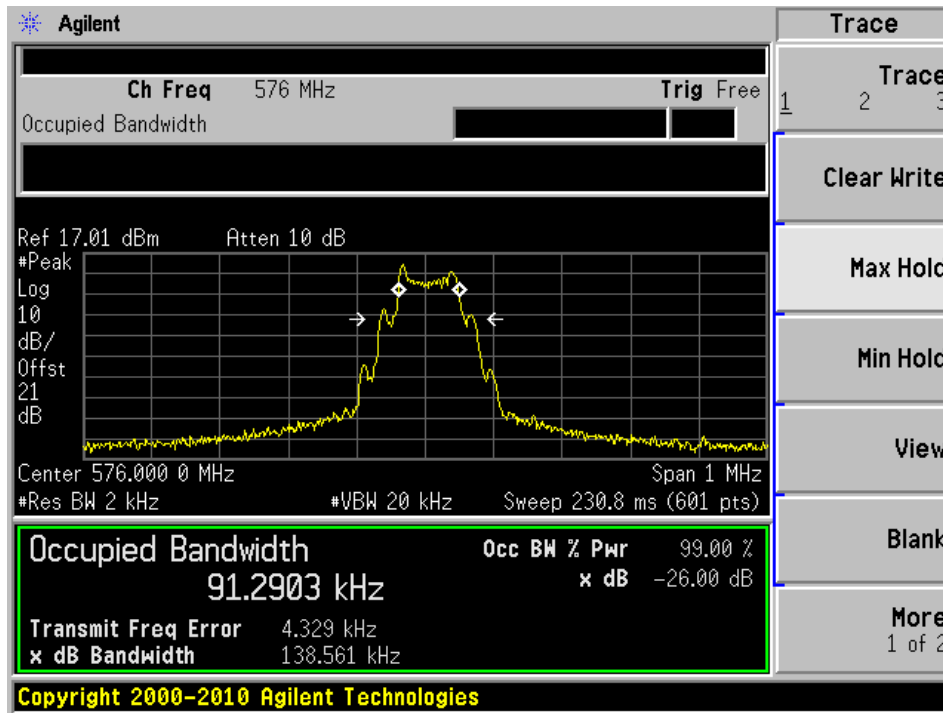 Agilent
Trace
Ch Freq 576 MHz Trig Free
Occupied Bandwidth
Trace
1 2 3
Clear Write
Ref 17.01 dBm Atten 10 dB
#Peak
Log
10
dB/
Offst
21
dB
Max Hold
Min Hold
View
Center 576.000 0 MHz Span 1 MHz
#Res BW 2 kHz #VBW 20 kHz Sweep 230.8 ms (601 pts)
Occupied Bandwidth Occ BW % Pwr 99.00 %
91.2903 kHz x dB -26.00 dB
Blank
Transmit Freq Error 4.329 kHz
x dB Bandwidth 138.561 kHz
More
1 of 2
Copyright 2000-2010 Agilent Technologies